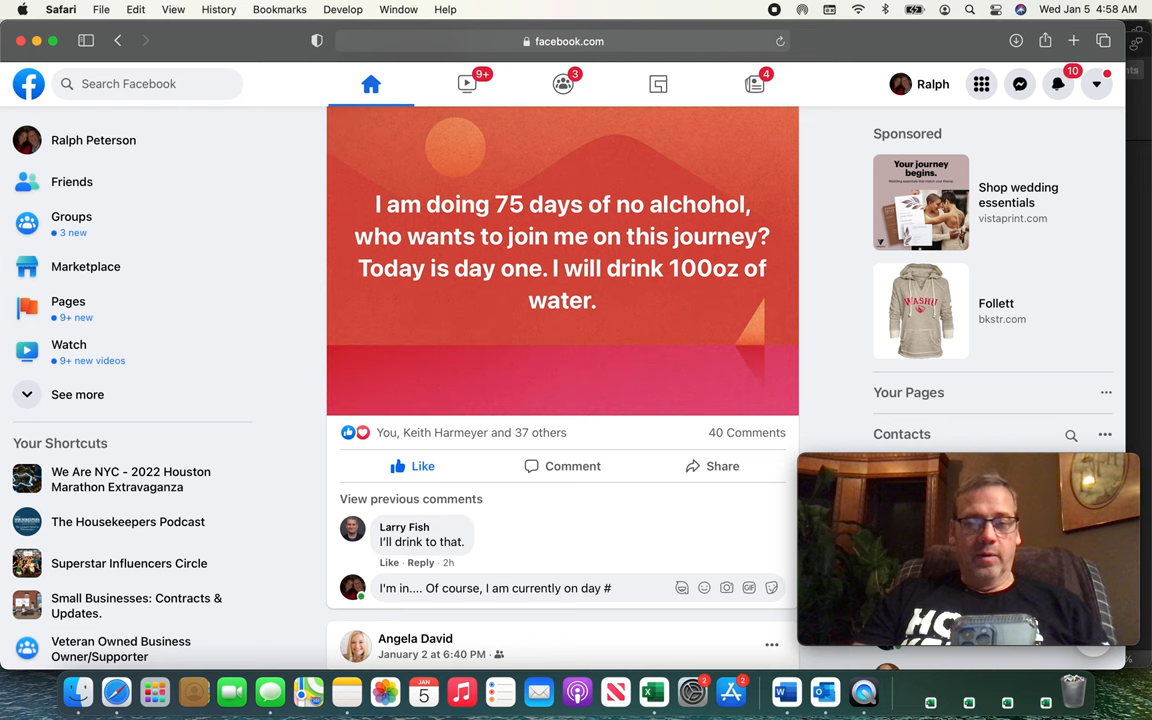 Safari File Edit View History Bookmarks Develop Window Help
Wed Jan 5 4:58 AM
facebook.com
Search Facebook
9+
3
4
Ralph
10
Ralph Peterson
Friends
Groups
3 new
Marketplace
Pages
9+ new
Watch
9+ new videos
See more
Your Shortcuts
We Are NYC - 2022 Houston
Marathon Extravaganza
The Housekeepers Podcast
Superstar Influencers Circle
Small Businesses: Contracts &
Updates.
Veteran Owned Business
Owner/Supporter
I am doing 75 days of no alchohol,
who wants to join me on this journey?
Today is day one. I will drink 100oz of
water.
You, Keith Harmeyer and 37 others
40 Comments
Like
Comment
Share
View previous comments
Larry Fish
I'll drink to that.
Like · Reply · 2h
I'm in.... Of course, I am currently on day #
GIF
Angela David
January 2 at 6:40 PM ·
Sponsored
Your journey
begins.
Shop wedding
essentials
vistaprint.com
Follett
bkstr.com
Your Pages
Contacts
JAN
5
2
2